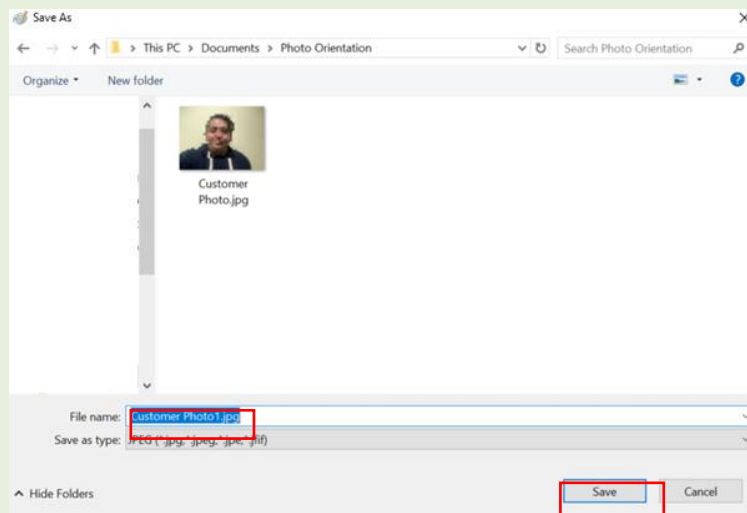 Save As
This PC > Documents > Photo Orientation
Search Photo Orientation
Organize
New folder
Customer
Photo.jpg
File name: Customer Photo1.jpg
Save as type: JPEG (*.jpg;*.jpeg;*.jpe;*.jfif)
Hide Folders
Save
Cancel